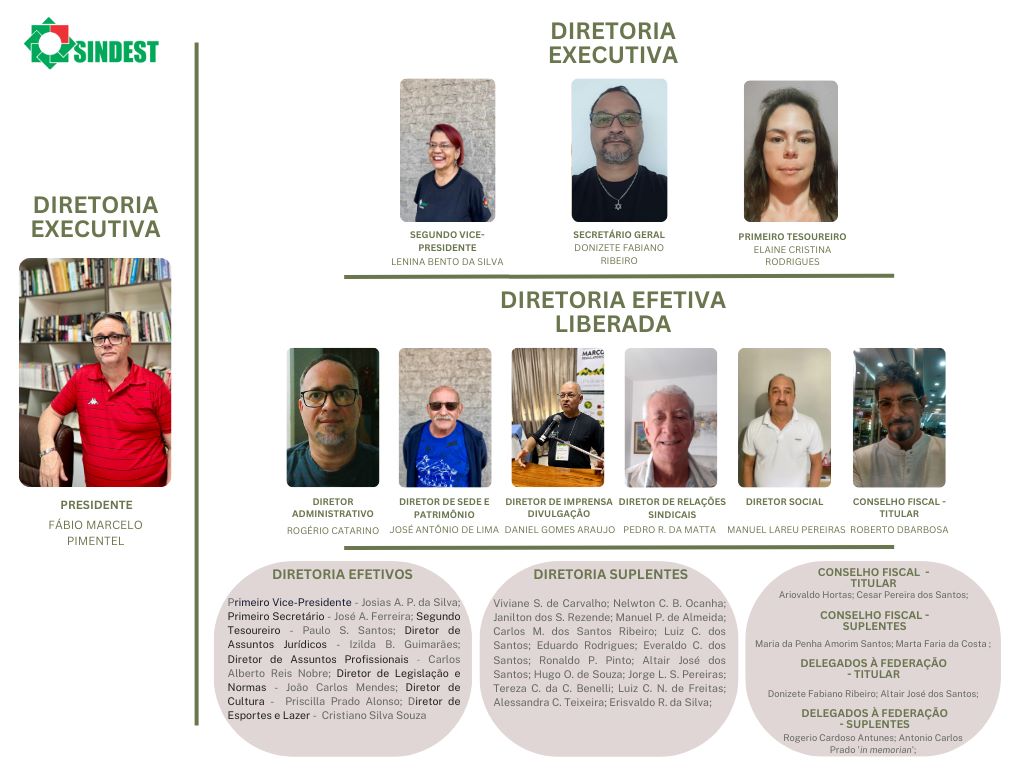 SINDEST
DIRETORIA
EXECUTIVA
PRESIDENTE
FÁBIO MARCELO
PIMENTEL
DIRETORIA
EXECUTIVA
SEGUNDO VICE-
PRESIDENTE
LENINA BENTO DA SILVA
SECRETÁRIO GERAL
DONIZETE FABIANO
RIBEIRO
PRIMEIRO TESOUREIRO
ELAINE CRISTINA
RODRIGUES
DIRETORIA EFETIVA
LIBERADA
MARCO
DIRETOR
ADMINISTRATIVO
ROGÉRIO CATARINO
DIRETOR DE SEDE E
PATRIMÔNIO
JOSÉ ANTÔNIO DE LIMA
DIRETOR DE IMPRENSA
DIVULGAÇÃO
DANIEL GOMES ARAUJO
DIRETOR DE RELAÇÕES
SINDICAIS
PEDRO R. DA MATTA
DIRETOR SOCIAL
MANUEL LAREU PEREIRAS
CONSELHO FISCAL -
TITULAR
ROBERTO DBARBOSA
DIRETORIA EFETIVOS
Primeiro Vice-Presidente - Josias A. P. da Silva;
Primeiro Secretário - José A. Ferreira; Segundo
Tesoureiro - Paulo S. Santos; Diretor de
Assuntos Jurídicos - Izilda B. Guimarães;
Diretor de Assuntos Profissionais - Carlos
Alberto Reis Nobre; Diretor de Legislação e
Normas - João Carlos Mendes; Diretor de
Cultura - Priscilla Prado Alonso; Diretor de
Esportes e Lazer - Cristiano Silva Souza
DIRETORIA SUPLENTES
Viviane S. de Carvalho; Nelwton C. B. Ocanha;
Janilton dos S. Rezende; Manuel P. de Almeida;
Carlos M. dos Santos Ribeiro; Luiz C. dos
Santos; Eduardo Rodrigues; Everaldo C. dos
Santos; Ronaldo P. Pinto; Altair José dos
Santos; Hugo O. de Souza; Jorge L. S. Pereiras;
Tereza C. da C. Benelli; Luiz C. N. de Freitas;
Alessandra C. Teixeira; Erisvaldo R. da Silva;
CONSELHO FISCAL -
TITULAR
Ariovaldo Hortas; Cesar Pereira dos Santos;
CONSELHO FISCAL -
SUPLENTES
Maria da Penha Amorim Santos; Marta Faria da Costa ;
DELEGADOS À FEDERAÇÃO
- TITULAR
Donizete Fabiano Ribeiro; Altair José dos Santos;
DELEGADOS À FEDERAÇÃO
- SUPLENTES
Rogerio Cardoso Antunes; Antonio Carlos
Prado 'in memorian';